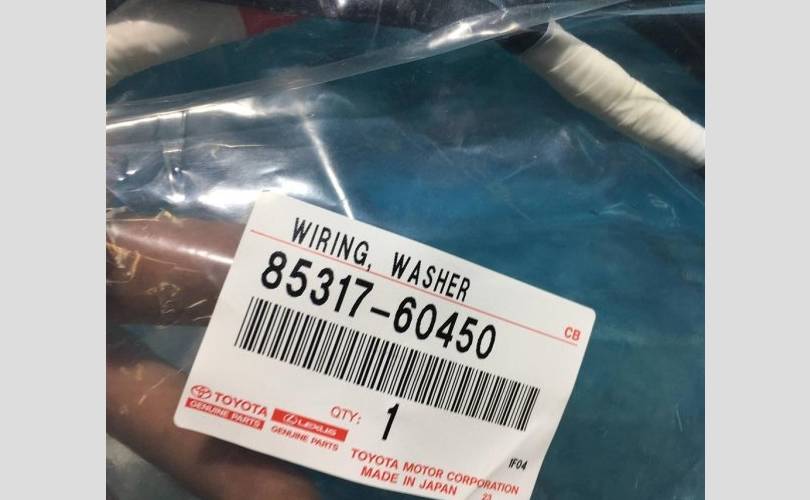 WIRING, WASHER
CB
85317-60450
TOYOTA
GENUINE PARTS
LEXUS
GENUINE PARTS
QTY: 1
IF04
TOYOTA MOTOR CORPORATION
MADE IN JAPAN
23